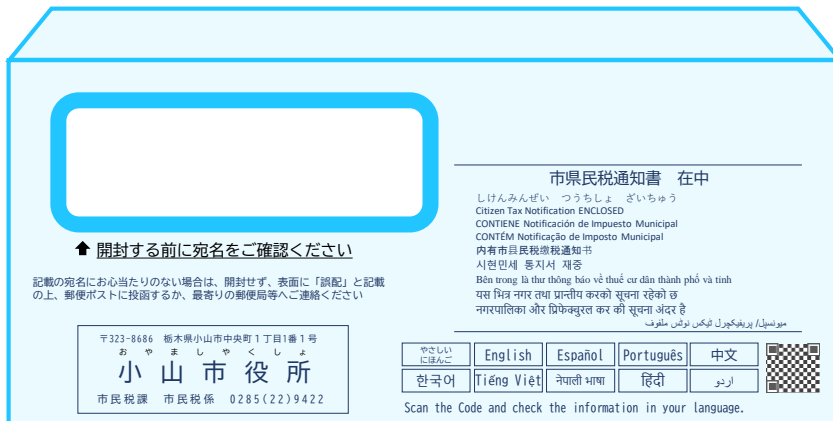 市県民税通知書　在中
しけんみんぜい　つうちしょ　ざいちゅう
Citizen Tax Notification ENCLOSED
CONTIENE Notificación de Impuesto Municipal
CONTÉM Notificação de Imposto Municipal
内有市县民税缴税通知书
시현민세 통지서 재중
Bên trong là thư thông báo về thuế cư dân thành phố và tỉnh
यस भित्र नगर तथा प्रान्तीय करको सूचना रहेको छ
नगरपालिका और प्रिफेक्चुरल कर की सूचना अंदर है
میونسپل/ پریفیکچرل ٹیکس نوٹس ملفوف
⬆ 開封する前に宛名をご確認ください
記載の宛名にお心当たりのない場合は、開封せず、表面に「誤配」と記載
の上、郵便ポストに投函するか、最寄りの郵便局等へご連絡ください
〒323-8686　栃木県小山市中央町１丁目1番１号
おやましやくしょ
小山市役所
市民税課　市民税係　0285(22)9422
やさしい
にほんご
English
Español
Português
中文
한국어
Tiếng Việt
नेपाली भाषा
हिंदी
اردو
Scan the Code and check the information in your language.